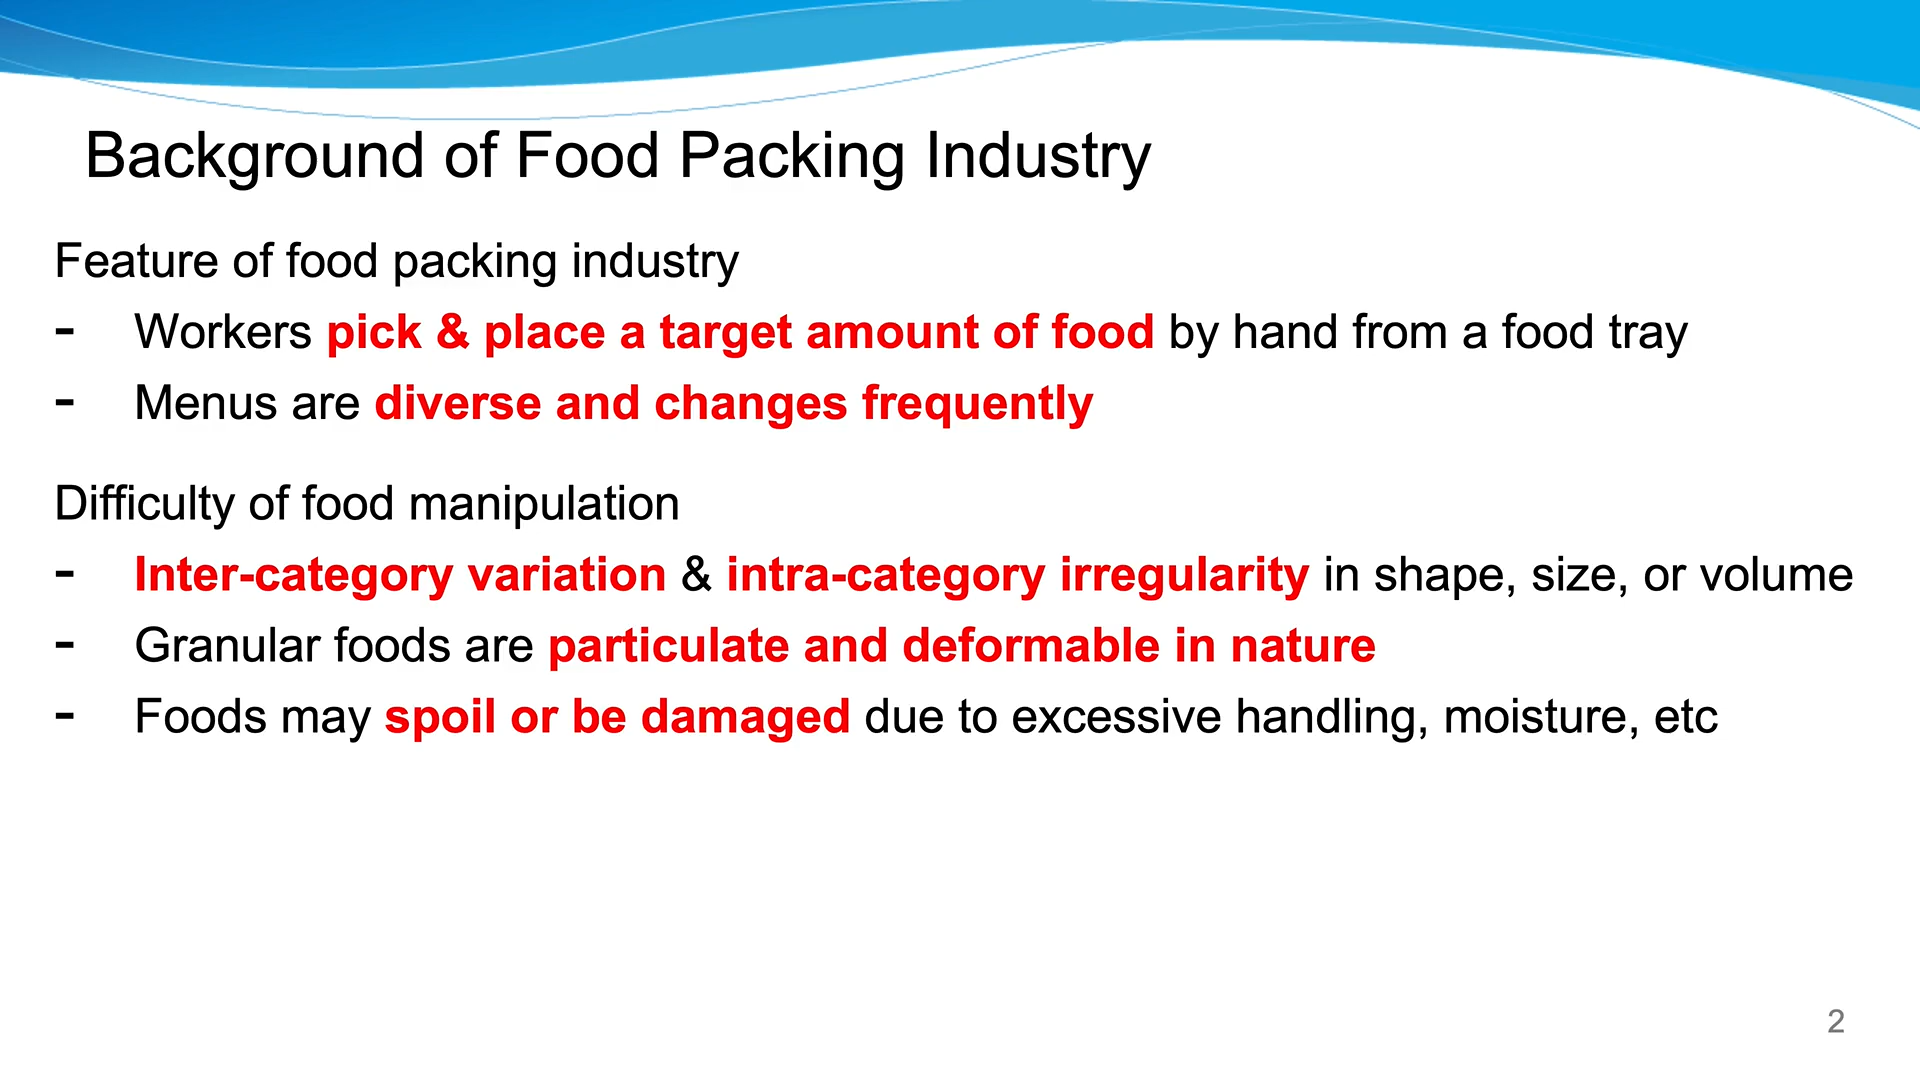 Background of Food Packing Industry
Feature of food packing industry
- Workers pick & place a target amount of food by hand from a food tray
- Menus are diverse and changes frequently
Difficulty of food manipulation
- Inter-category variation & intra-category irregularity in shape, size, or volume
- Granular foods are particulate and deformable in nature
- Foods may spoil or be damaged due to excessive handling, moisture, etc
2